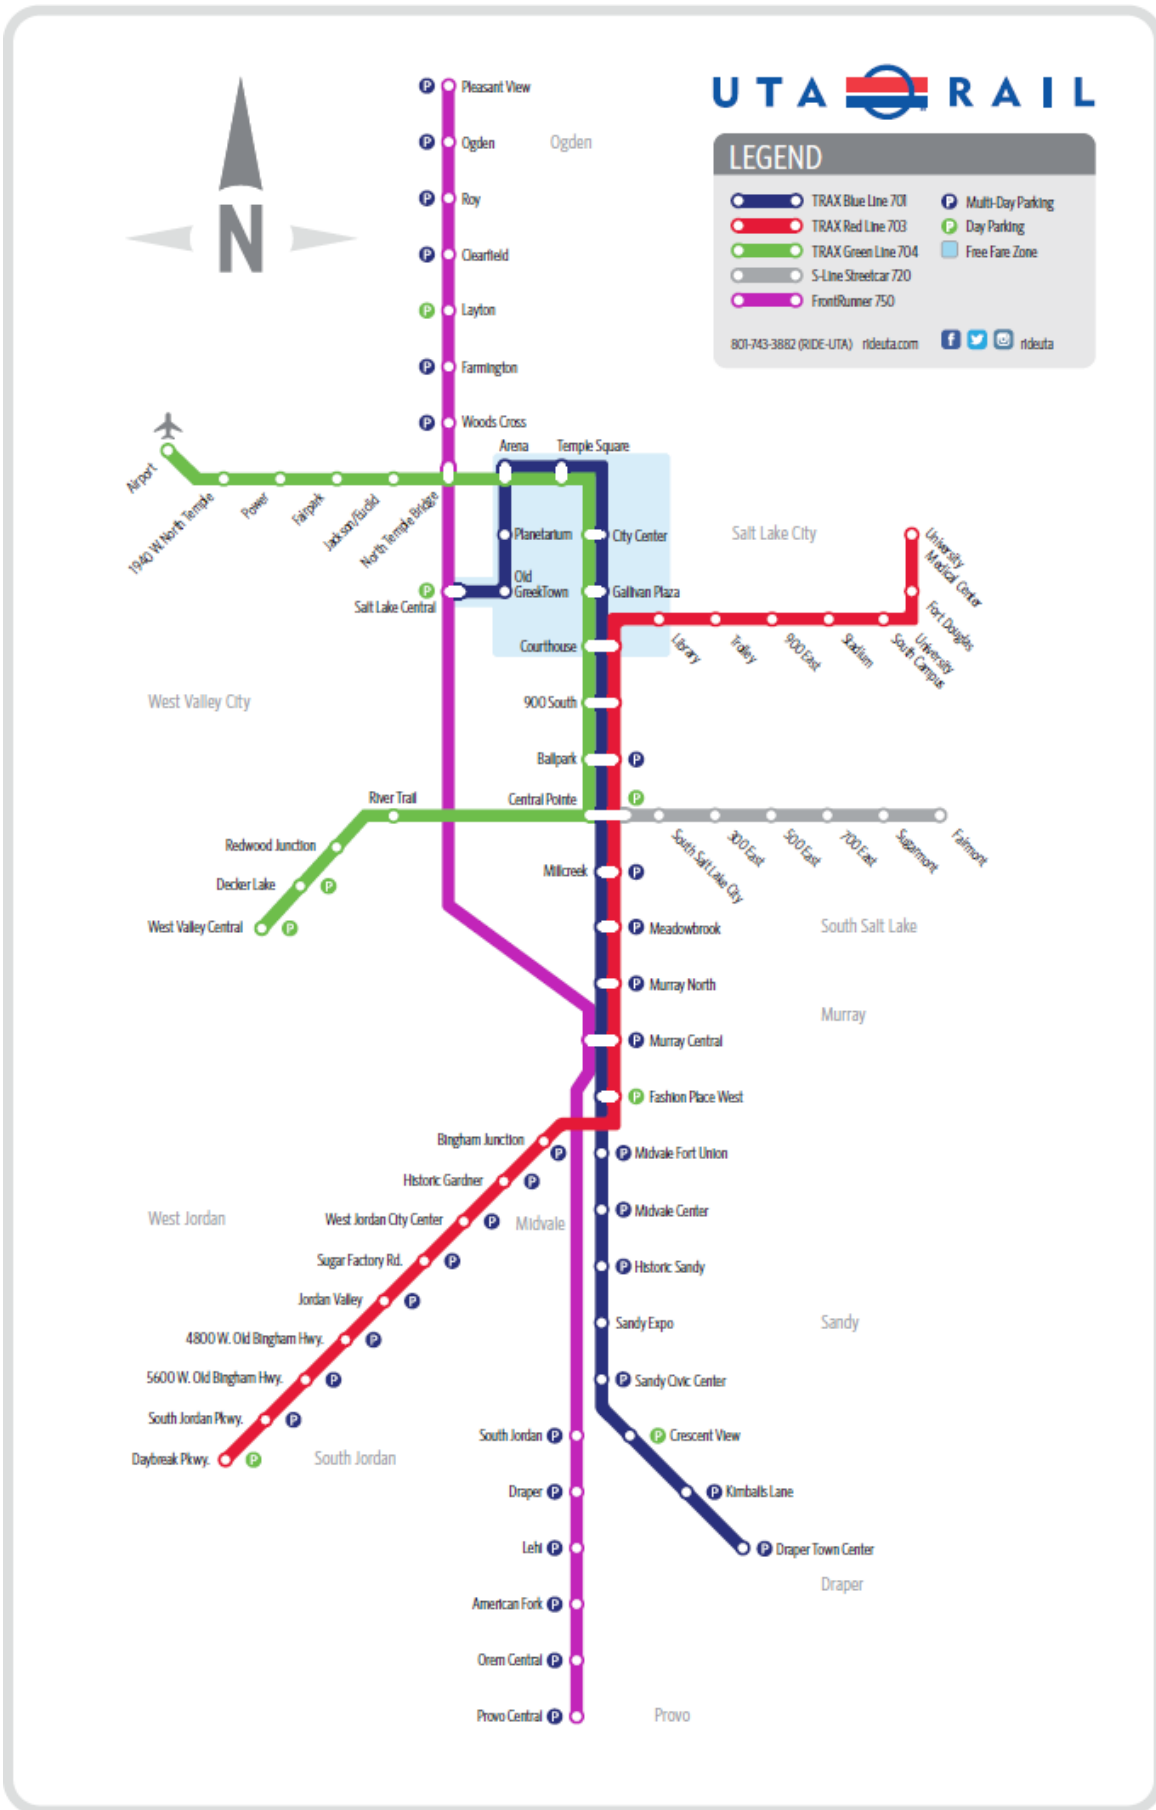 UTA RAIL
LEGEND
TRAX Blue Line 701
TRAX Red Line 703
TRAX Green Line 704
S-Line Streetcar 720
FrontRunner 750
P Multi-Day Parking
P Day Parking
Free Fare Zone
801-743-3882 (RIDE-UTA) rideuta.com
f
rideuta
N
P Pleasant View
P Ogden
Ogden
P Roy
P Clearfield
P Layton
P Farmington
P Woods Cross
Arena
Temple Square
Airport
1940 W. North Temple
Power
Fairpark
Jackson/Euclid
North Temple Bridge
Planetarium
City Center
Salt Lake City
Old
GreekTown
Gallivan Plaza
P
Salt Lake Central
University
Medical Center
Fort Douglas
University
South Campus
Stadium
900 East
Trolley
Library
Courthouse
900 South
West Valley City
Ballpark P
River Trail
Central Pointe P
Redwood Junction
Decker Lake P
West Valley Central P
South Salt Lake City
300 East
500 East
700 East
Sugarmont
Fairmont
Millcreek P
P Meadowbrook
South Salt Lake
P Murray North
Murray
P Murray Central
P Fashion Place West
Bingham Junction P
P Midvale Fort Union
Historic Gardner P
West Jordan
West Jordan City Center P
Midvale
P Midvale Center
Sugar Factory Rd. P
P Historic Sandy
Jordan Valley P
Sandy Expo
Sandy
4800 W. Old Bingham Hwy. P
5600 W. Old Bingham Hwy. P
P Sandy Civic Center
South Jordan Pkwy. P
South Jordan P
P Crescent View
Daybreak Pkwy. P
South Jordan
Draper P
P Kimballs Lane
Lehi P
P Draper Town Center
Draper
American Fork P
Orem Central P
Provo Central P
Provo